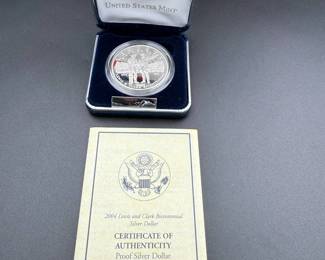 UNITED STATES MINT
2004 Lewis and Clark Bicentennial
Silver Dollar
CERTIFICATE OF
AUTHENTICITY
Proof Silver Dollar